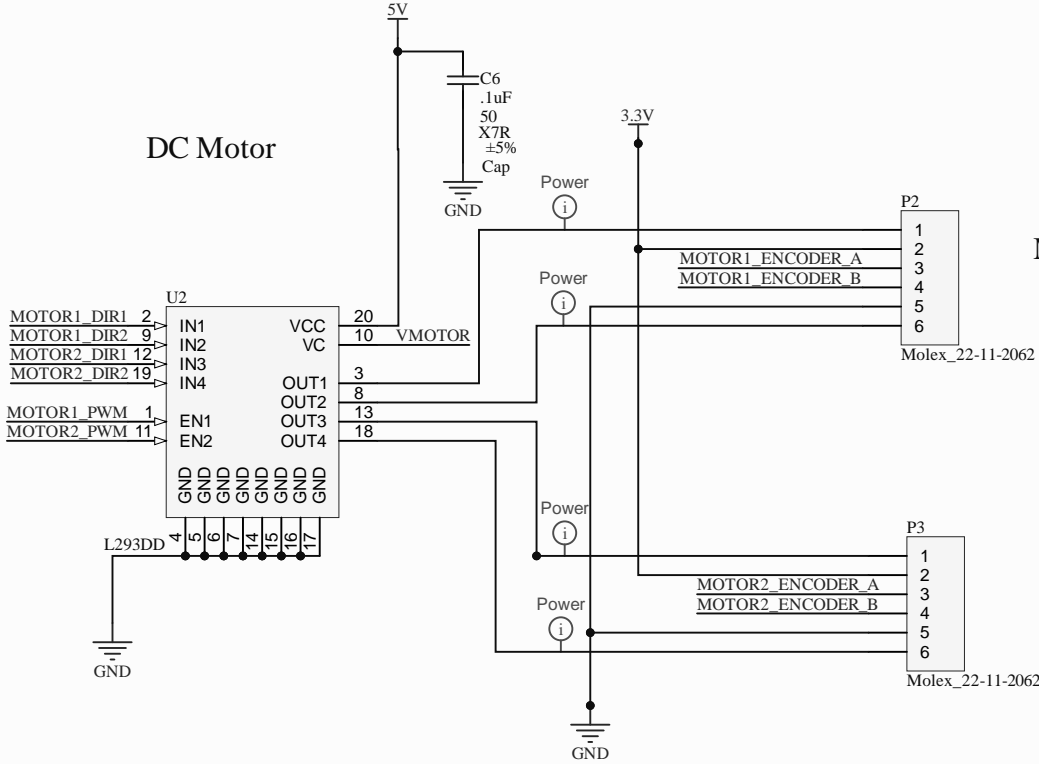 5V
C6
.1uF
50
X7R
±5%
Cap
GND
DC Motor
3.3V
Power
i
P2
1
2
MOTOR1_ENCODER_A 3
MOTOR1_ENCODER_B 4
5
6
Molex_22-11-2062
M
Power
i
U2
MOTOR1_DIR1 2 IN1
MOTOR1_DIR2 9 IN2
MOTOR2_DIR1 12 IN3
MOTOR2_DIR2 19 IN4
MOTOR1_PWM 1 EN1
MOTOR2_PWM 11 EN2
VCC 20
VC 10 VMOTOR
OUT1 3
OUT2 8
OUT3 13
OUT4 18
GND GND GND GND GND GND GND GND
4 5 6 7 14 15 16 17
L293DD
GND
Power
i
P3
1
2
MOTOR2_ENCODER_A 3
MOTOR2_ENCODER_B 4
5
6
Molex_22-11-2062
Power
i
GND